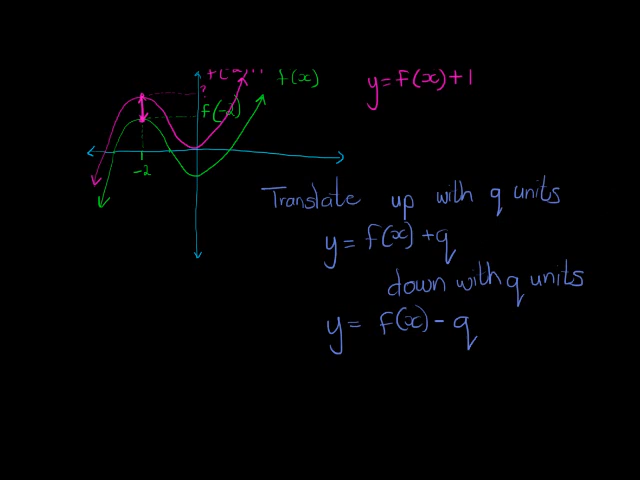 f(x)
y=f(x)+1
?
f(-2)
-2
Translate up with q units
y = f(x) + q
down with q units
y = f(x) - q